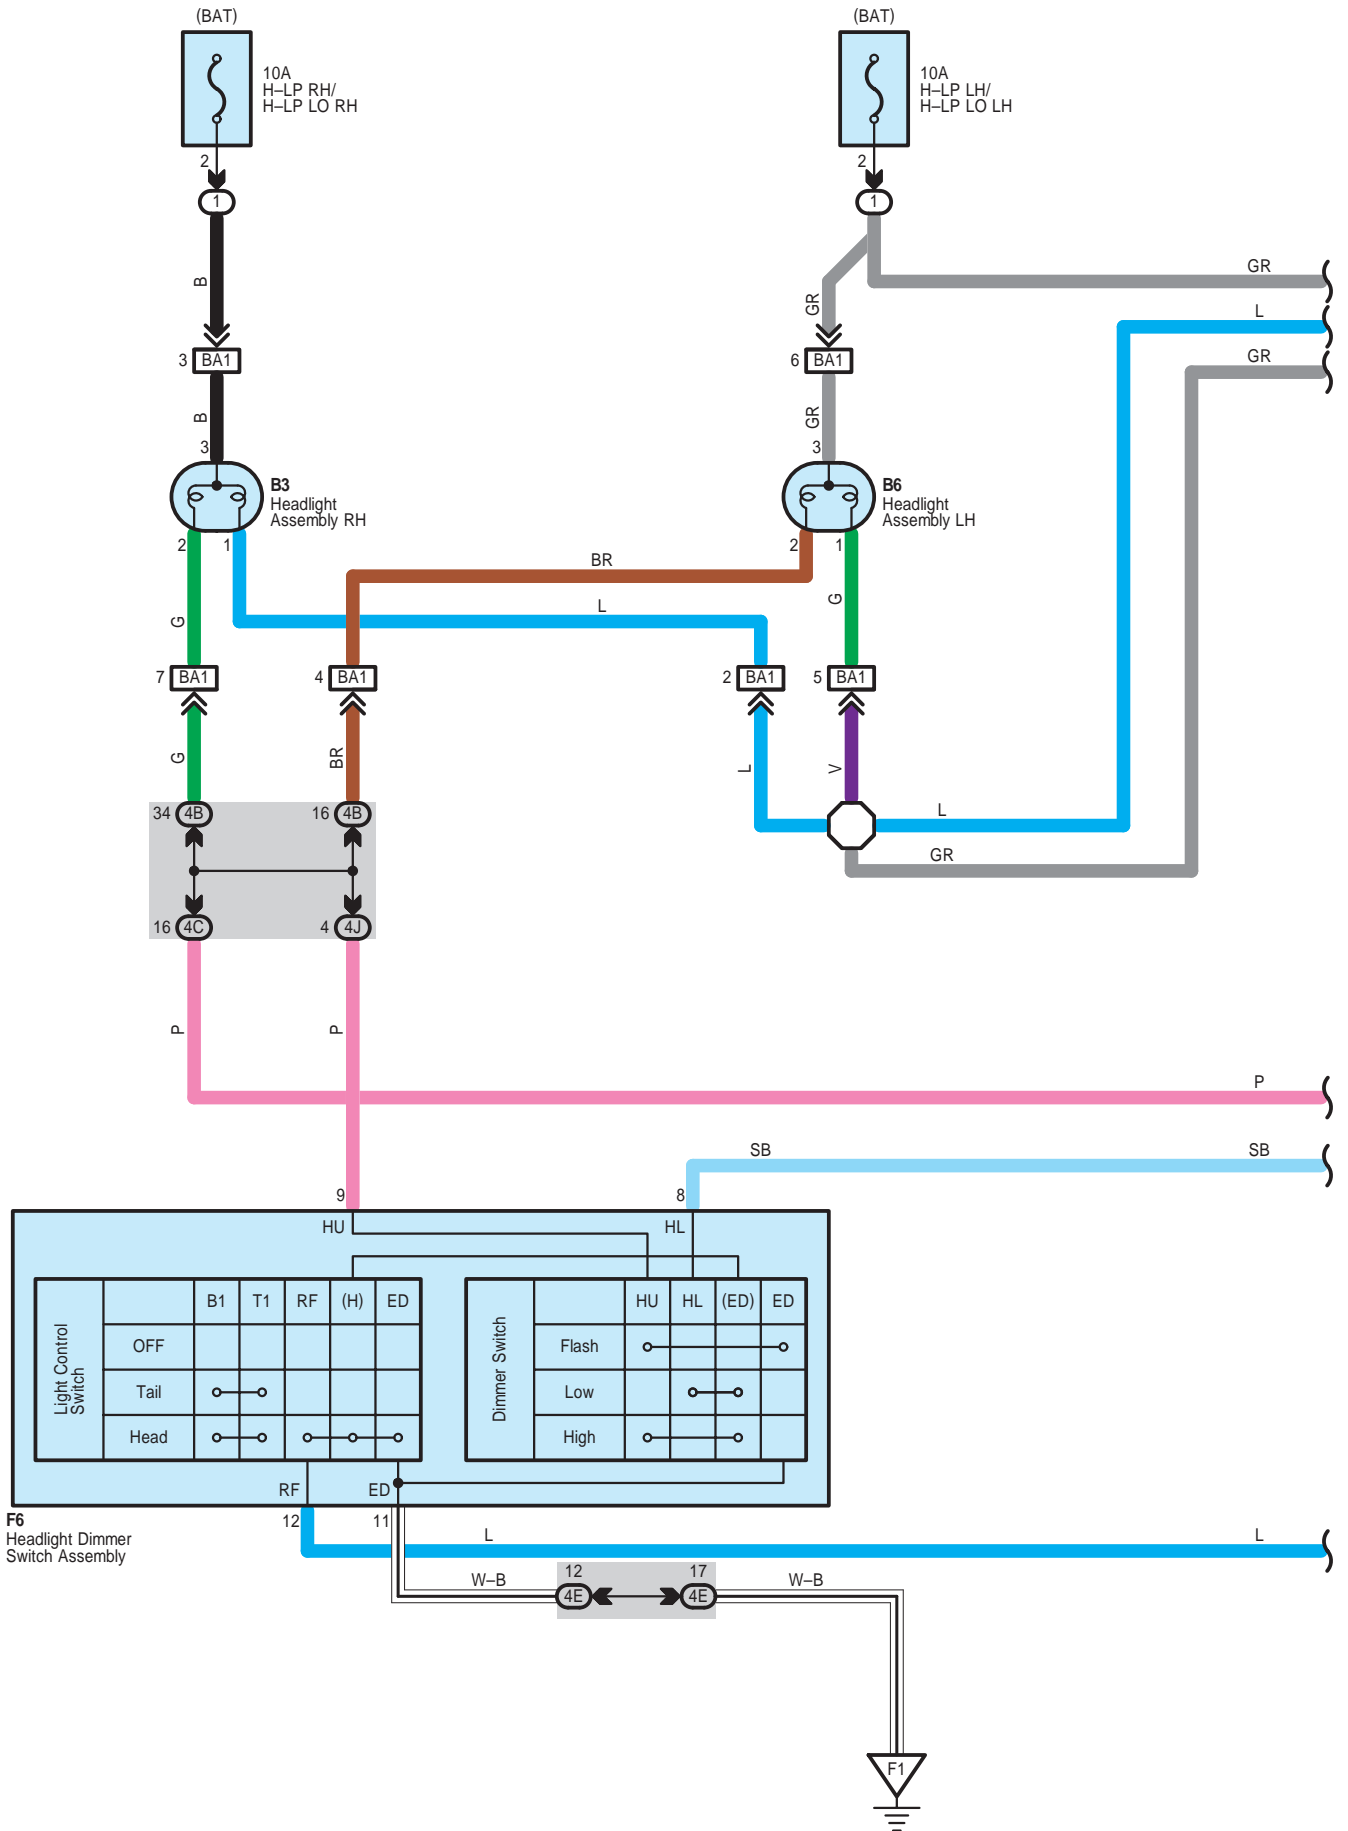 (BAT)
(BAT)
10A
H–LP RH/
H–LP LO RH
10A
H–LP LH/
H–LP LO LH
2
2
1
1
GR
B
GR
L
GR
3 BA1
6 BA1
B
GR
3
3
B3
Headlight
Assembly RH
B6
Headlight
Assembly LH
2
1
2
1
BR
G
L
G
7 BA1
4 BA1
2 BA1
5 BA1
G
BR
L
V
34 4B
16 4B
L
GR
16 4C
4 4J
P
P
P
SB
SB
9
8
HU
HL
Light Control
Switch
B1 T1 RF (H) ED
OFF
Tail
Head
Dimmer Switch
HU HL (ED) ED
Flash
Low
High
RF
ED
F6
Headlight Dimmer
Switch Assembly
12
11
L
L
W–B
12
4E
17
4E
W–B
F1